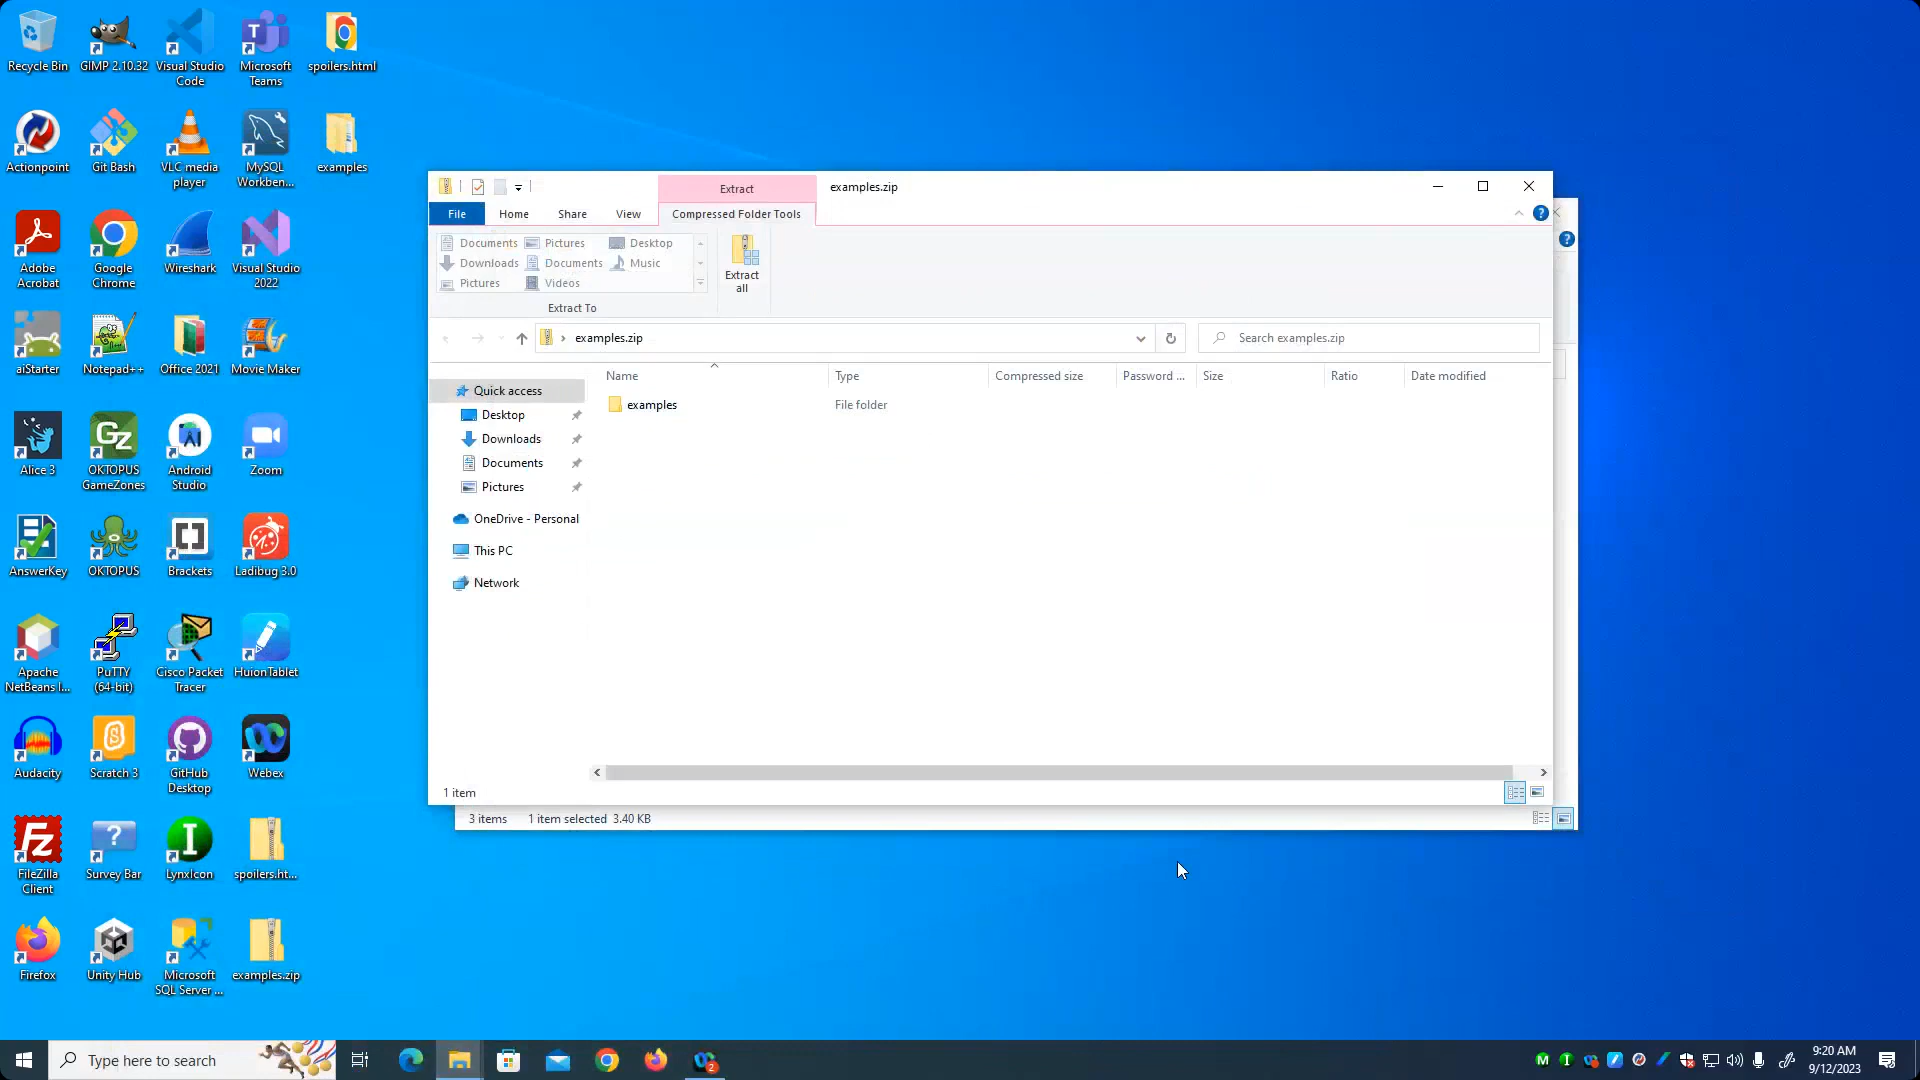 Recycle Bin
GIMP 2.10.32
Visual Studio
Code
Microsoft
Teams
spoilers.html
Actionpoint
Git Bash
VLC media
player
MySQL
Workben...
examples
Adobe
Acrobat
Google
Chrome
Wireshark
Visual Studio
2022
aiStarter
Notepad++
Office 2021
Movie Maker
Alice 3
OKTOPUS
GameZones
Android
Studio
Zoom
AnswerKey
OKTOPUS
Brackets
Ladibug 3.0
Apache
NetBeans I...
PuTTY
(64-bit)
Cisco Packet
Tracer
HuionTablet
Audacity
Scratch 3
GitHub
Desktop
Webex
FileZilla
Client
Survey Bar
LynxIcon
spoilers.ht...
Firefox
Unity Hub
Microsoft
SQL Server ...
examples.zip
Extract
examples.zip
File
Home
Share
View
Compressed Folder Tools
Documents
Pictures
Desktop
Downloads
Documents
Music
Pictures
Videos
Extract To
Extract
all
examples.zip
Search examples.zip
Name
Type
Compressed size
Password ...
Size
Ratio
Date modified
Quick access
Desktop
Downloads
Documents
Pictures
OneDrive - Personal
This PC
Network
examples
File folder
1 item
3 items
1 item selected 3.40 KB
Type here to search
2
9:20 AM
9/12/2023